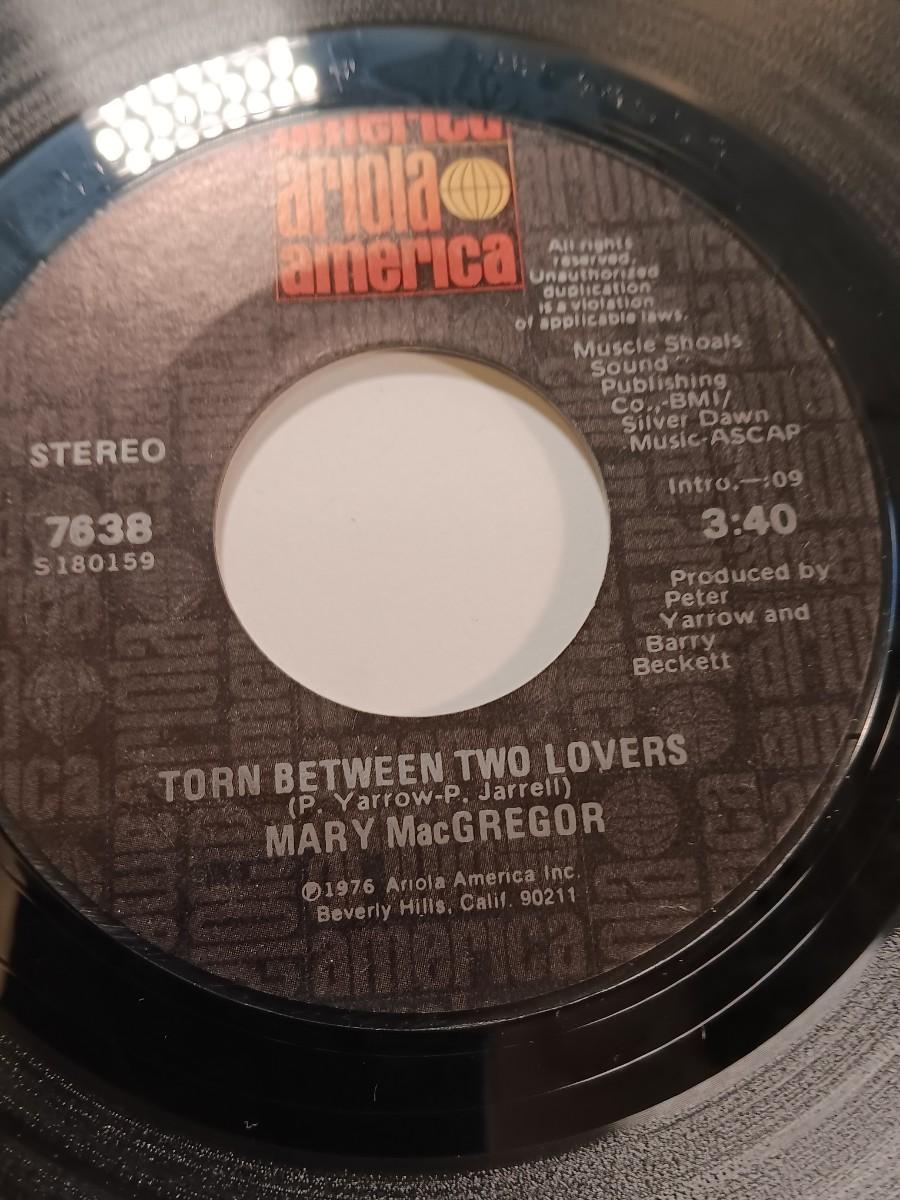 america
ariola
america
All rights
reserved.
Unauthorized
duplication
is a violation
of applicable laws.
Muscle Shoals
Sound
Publishing
Co.,-BMI/
Silver Dawn
Music-ASCAP
Intro.—:09
3:40
Produced by
Peter
Yarrow and
Barry
Beckett
STEREO
7638
S180159
TORN BETWEEN TWO LOVERS
(P. Yarrow-P. Jarrell)
MARY MacGREGOR
℗1976 Ariola America Inc.
Beverly Hills, Calif. 90211